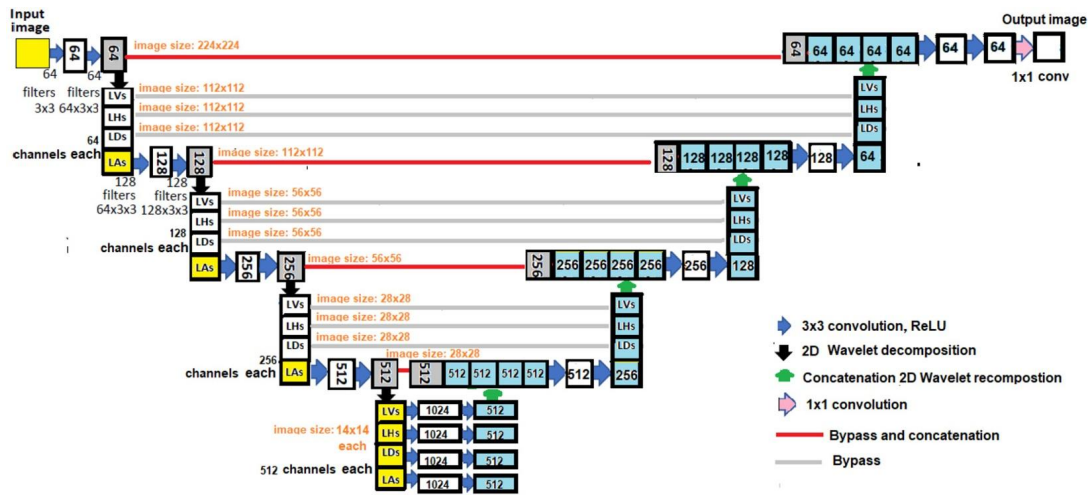 Input
image
64
64
64
64
filters
3x3
64
filters
64x3x3
image size: 224x224
64
64
64
64
64
64
64
Output image
1x1 conv
LVs
LHs
LDs
LAs
64
channels each
image size: 112x112
image size: 112x112
image size: 112x112
LVs
LHs
LDs
64
128
128
128
filters
64x3x3
128
filters
128x3x3
image size: 112x112
128
128
128
128
128
128
LVs
LHs
LDs
LAs
128
channels each
image size: 56x56
image size: 56x56
image size: 56x56
LVs
LHs
LDs
128
256
256
image size: 56x56
256
256
256
256
256
256
LVs
LHs
LDs
LAs
256
channels each
image size: 28x28
image size: 28x28
image size: 28x28
LVs
LHs
LDs
256
512
512
image size: 28x28
512
512
512
512
512
512
LVs
1024
512
LHs
1024
512
LDs
1024
512
LAs
1024
512
image size: 14x14
each
512 channels each
3x3 convolution, ReLU
2D Wavelet decomposition
Concatenation 2D Wavelet recompostion
1x1 convolution
Bypass and concatenation
Bypass